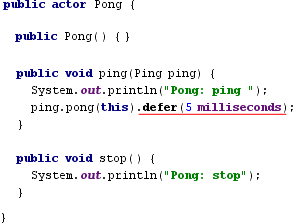 public actor Pong {
public Pong() { }
public void ping(Ping ping) {
System.out.println("Pong: ping ");
ping.pong(this).defer(5 milliseconds);
}
public void stop() {
System.out.println("Pong: stop");
}
}